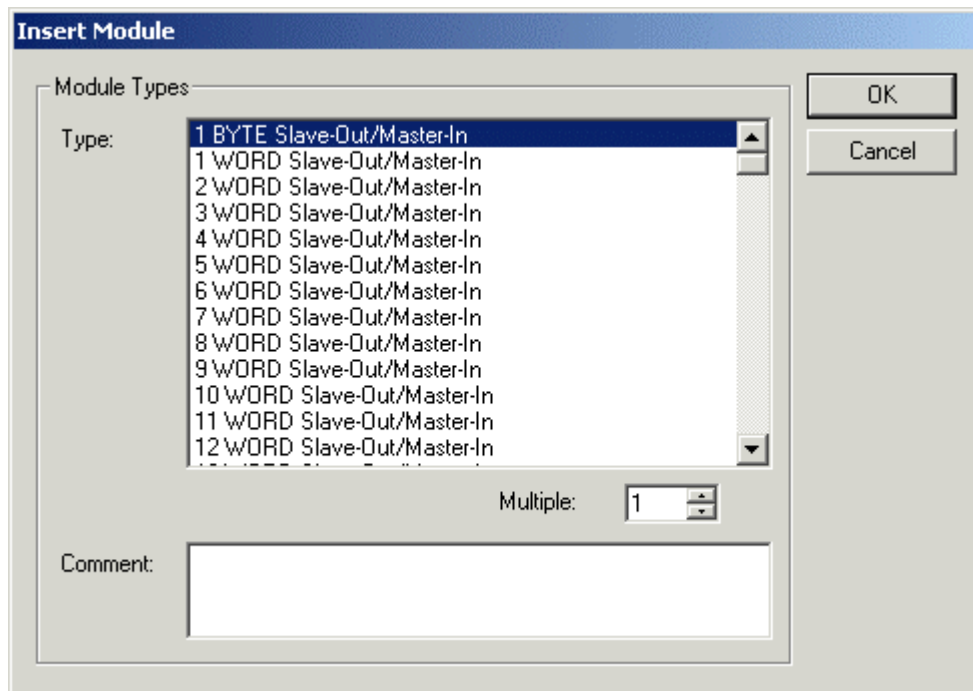 Insert Module
Module Types
OK
Cancel
Type:
1 BYTE Slave-Out/Master-In
1 WORD Slave-Out/Master-In
2 WORD Slave-Out/Master-In
3 WORD Slave-Out/Master-In
4 WORD Slave-Out/Master-In
5 WORD Slave-Out/Master-In
6 WORD Slave-Out/Master-In
7 WORD Slave-Out/Master-In
8 WORD Slave-Out/Master-In
9 WORD Slave-Out/Master-In
10 WORD Slave-Out/Master-In
11 WORD Slave-Out/Master-In
12 WORD Slave-Out/Master-In
Multiple: 1
Comment: